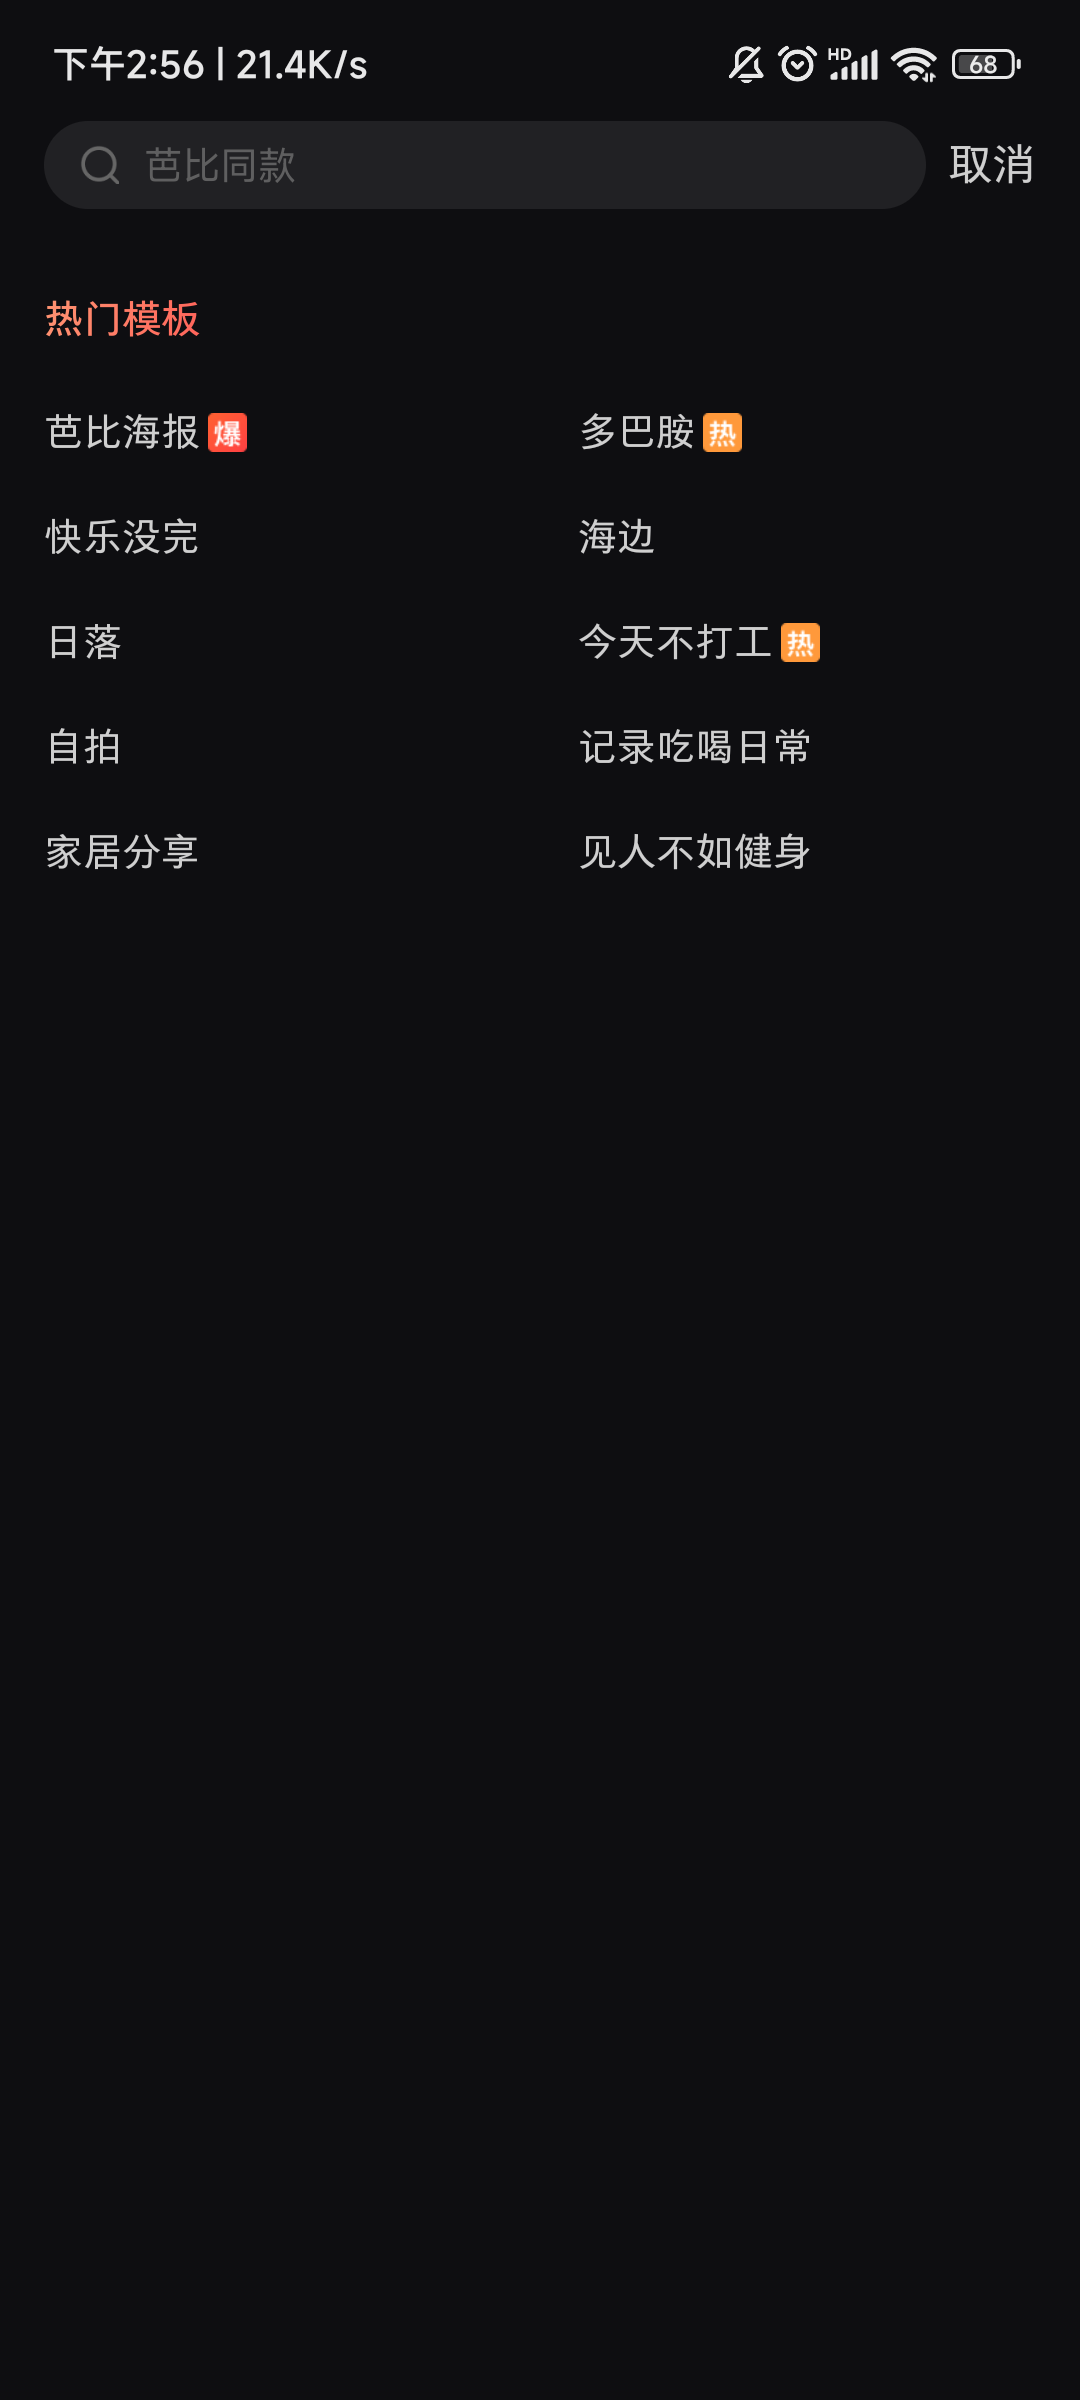 下午2:56 | 21.4K/s HD 68
芭比同款 取消
热门模板
芭比海报 爆 多巴胺 热
快乐没完 海边
日落 今天不打工 热
自拍 记录吃喝日常
家居分享 见人不如健身